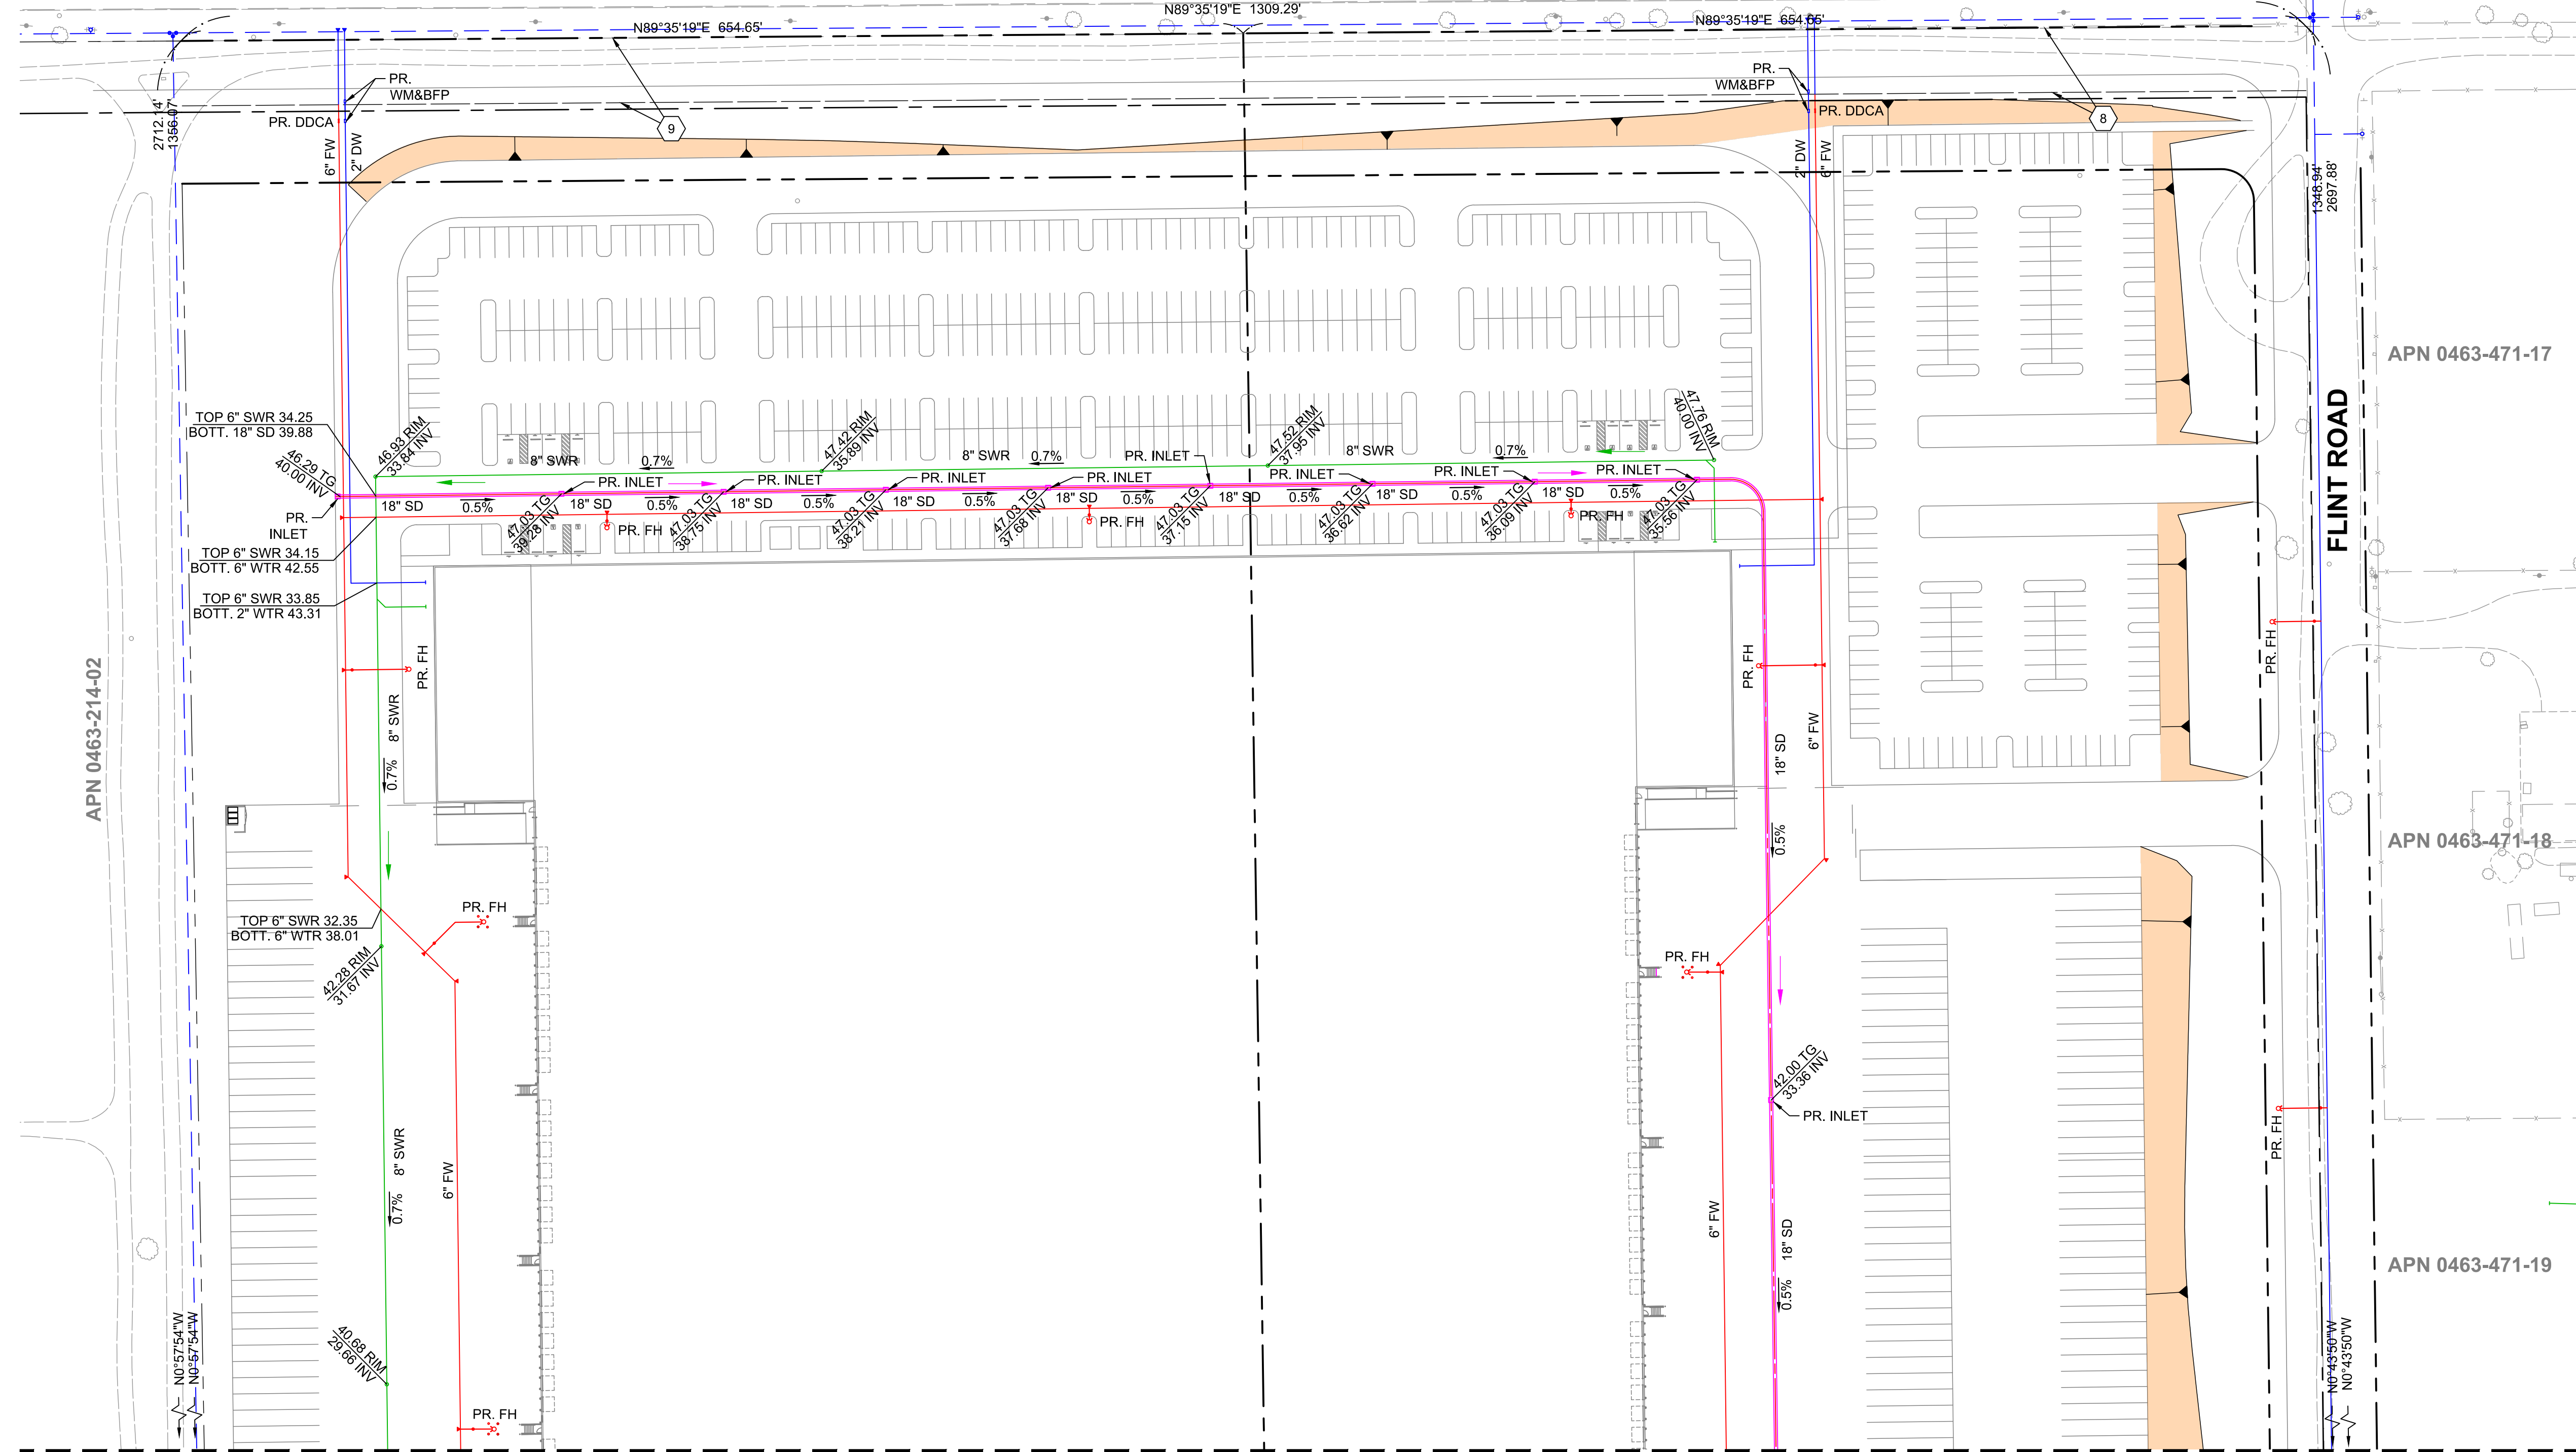 N89°35'19"E 1309.29'
N89°35'19"E 654.65'
N89°35'19"E 654.65'
PR.
WM&BFP
PR. DDCA
6" FW
2" DW
9
2712.14'
1356.07'
PR.
WM&BFP
PR. DDCA
2" DW
6" FW
8
1348.94'
2697.88'
APN 0463-471-17
FLINT ROAD
TOP 6" SWR 34.25
BOTT. 18" SD 39.88
46.93 RIM
33.84 INV
46.29 TG
40.00 INV
8" SWR
0.7%
47.42 RIM
35.89 INV
8" SWR
0.7%
47.52 RIM
37.95 INV
8" SWR
0.7%
47.76 RIM
40.00 INV
PR.
INLET
18" SD
0.5%
47.03 TG
39.28 INV
PR. INLET
18" SD
0.5%
47.03 TG
38.75 INV
PR. INLET
18" SD
0.5%
47.03 TG
38.21 INV
PR. INLET
18" SD
0.5%
47.03 TG
37.68 INV
PR. INLET
18" SD
0.5%
47.03 TG
37.15 INV
PR. INLET
18" SD
0.5%
47.03 TG
36.62 INV
PR. INLET
18" SD
0.5%
47.03 TG
36.09 INV
PR. INLET
18" SD
0.5%
47.03 TG
35.56 INV
PR. INLET
PR. FH
PR. FH
PR. FH
TOP 6" SWR 34.15
BOTT. 6" WTR 42.55
TOP 6" SWR 33.85
BOTT. 2" WTR 43.31
APN 0463-214-02
PR. FH
8" SWR
0.7%
PR. FH
18" SD
6" FW
0.5%
PR. FH
APN 0463-471-18
TOP 6" SWR 32.35
BOTT. 6" WTR 38.01
PR. FH
42.28 RIM
31.67 INV
PR. FH
42.00 TG
33.36 INV
PR. INLET
PR. FH
8" SWR
0.7%
6" FW
6" FW
18" SD
0.5%
APN 0463-471-19
40.68 RIM
29.66 INV
PR. FH
N0°57'54"W
N0°57'54"W
N0°43'50"W
N0°43'50"W